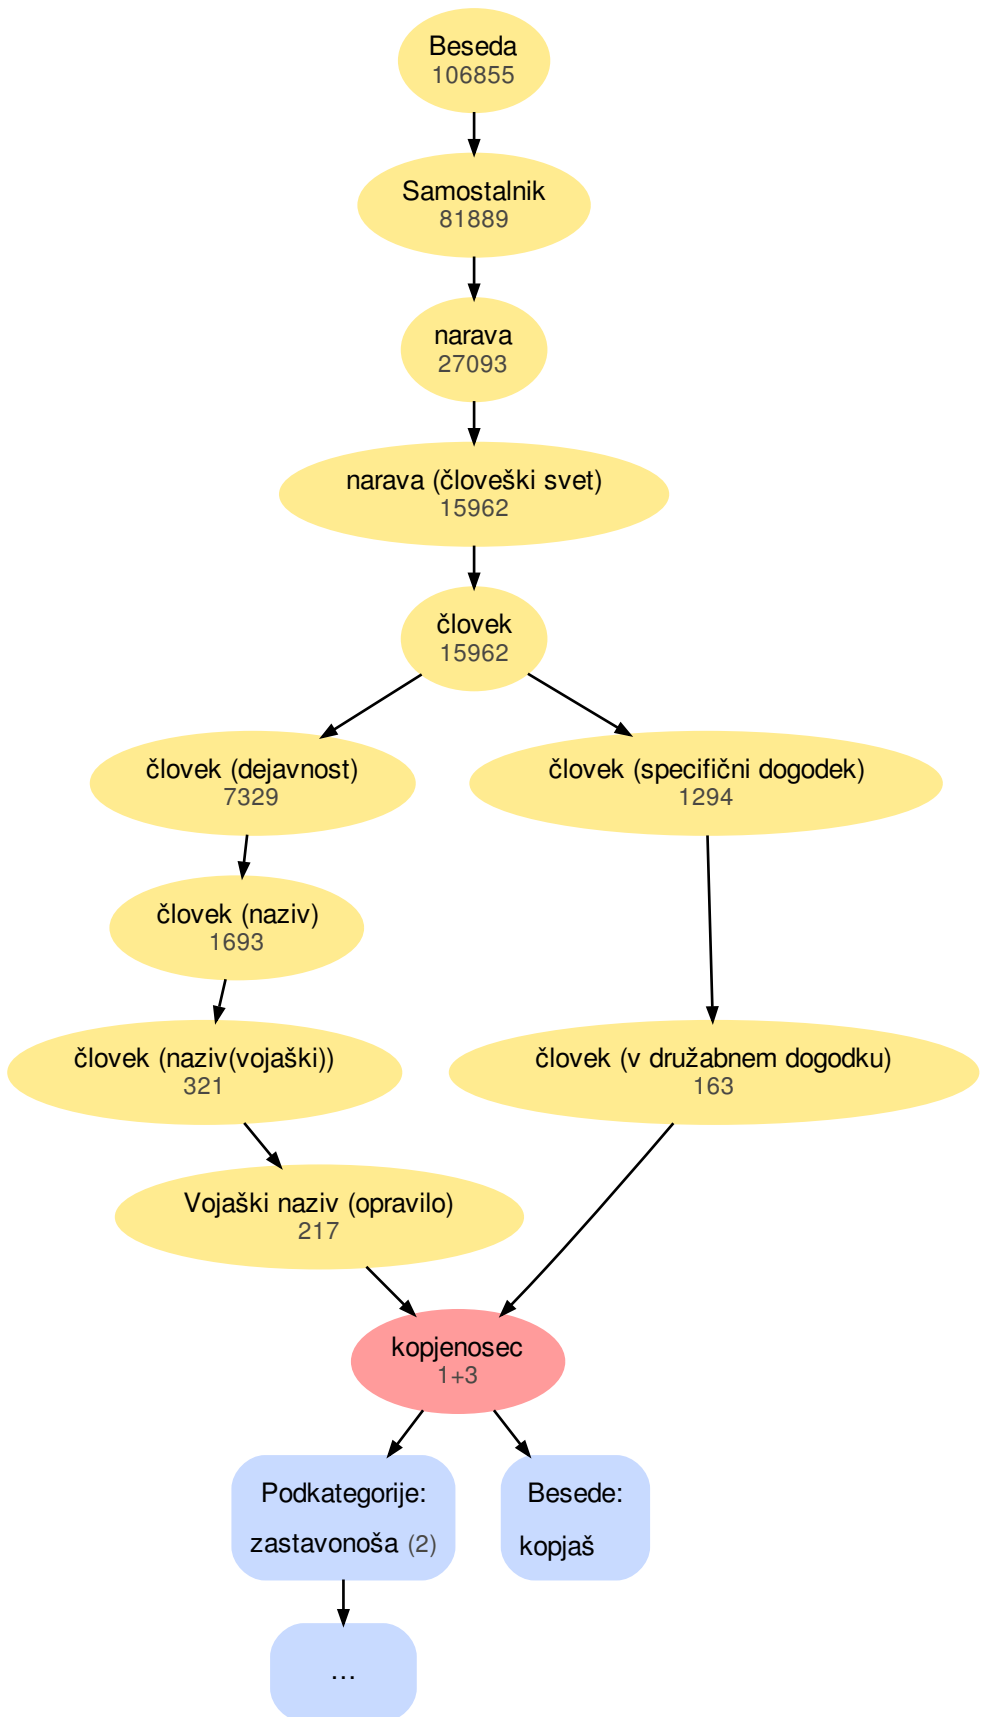 Beseda
106855
Samostalnik
81889
narava
27093
narava (človeški svet)
15962
človek
15962
človek (dejavnost)
7329
človek (specifični dogodek)
1294
človek (naziv)
1693
človek (naziv(vojaški))
321
človek (v družabnem dogodku)
163
Vojaški naziv (opravilo)
217
kopjenosec
1+3
Podkategorije:
zastavonoša (2)
Besede:
kopjaš
...